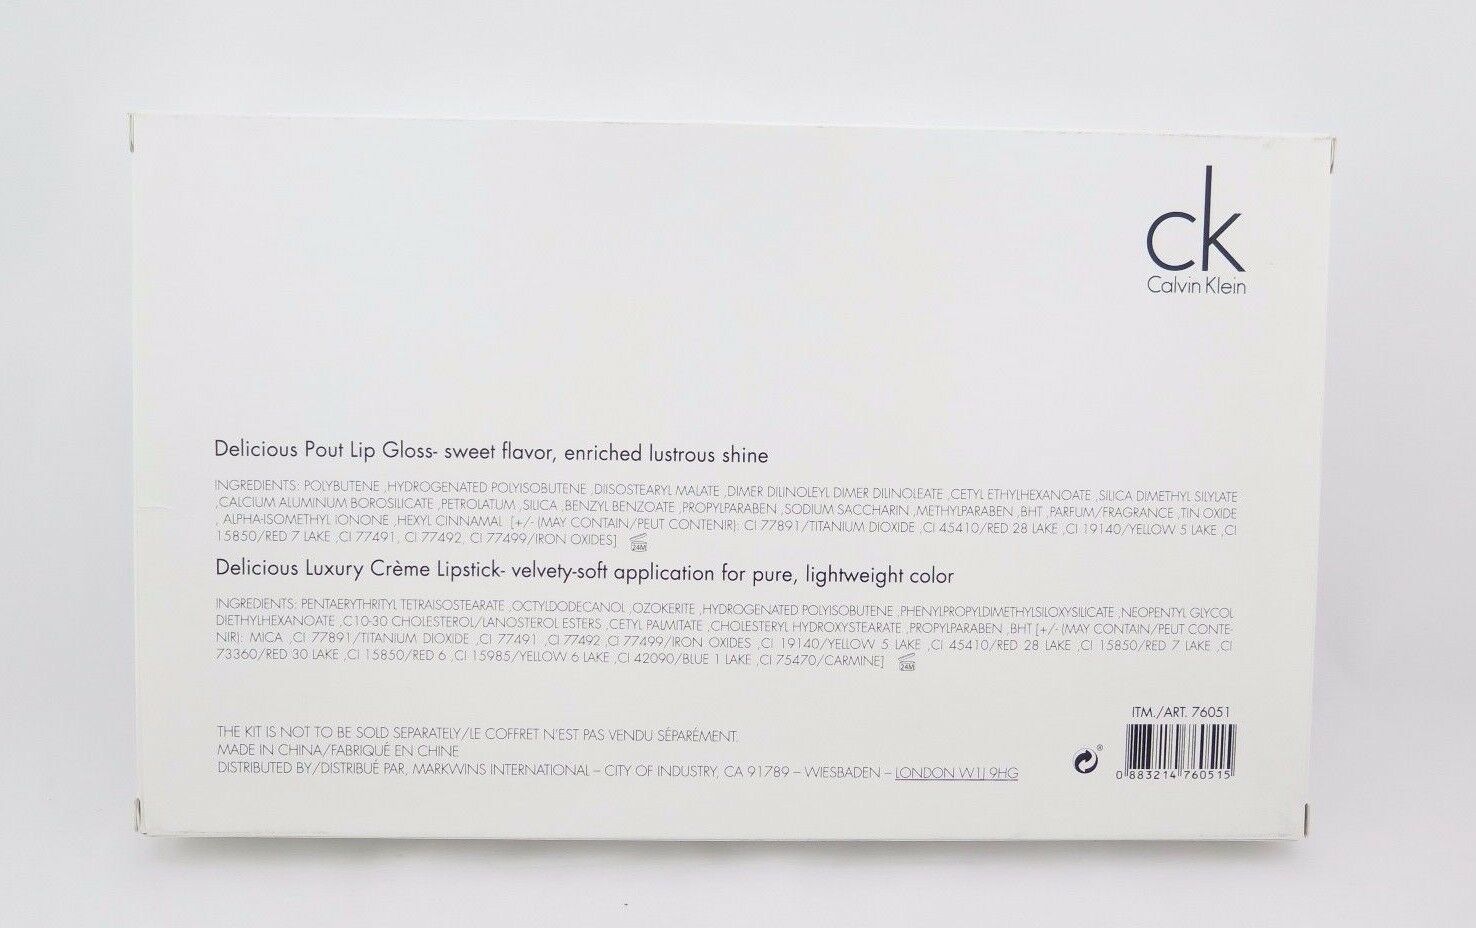 ck
Calvin Klein
Delicious Pout Lip Gloss- sweet flavor, enriched lustrous shine
INGREDIENTS: POLYBUTENE ,HYDROGENATED POLYISOBUTENE ,DIISOSTEARYL MALATE ,DIMER DILINOLEYL DIMER DILINOLEATE ,CETYL ETHYLHEXANOATE ,SILICA DIMETHYL SILYLATE
,CALCIUM ALUMINUM BOROSILICATE ,PETROLATUM ,SILICA ,BENZYL BENZOATE ,PROPYLPARABEN ,SODIUM SACCHARIN ,METHYLPARABEN ,BHT ,PARFUM/FRAGRANCE ,TIN OXIDE
, ALPHA-ISOMETHYL IONONE ,HEXYL CINNAMAL [+/- (MAY CONTAIN/PEUT CONTENIR): CI 77891/TITANIUM DIOXIDE ,CI 45410/RED 28 LAKE ,CI 19140/YELLOW 5 LAKE ,CI
15850/RED 7 LAKE ,CI 77491, CI 77492, CI 77499/IRON OXIDES] 24M
Delicious Luxury Crème Lipstick- velvety-soft application for pure, lightweight color
INGREDIENTS: PENTAERYTHRITYL TETRAISOSTEARATE ,OCTYLDODECANOL ,OZOKERITE ,HYDROGENATED POLYISOBUTENE ,PHENYLPROPYLDIMETHYLSILOXYSILICATE ,NEOPENTYL GLYCOL
DIETHYLHEXANOATE ,C10-30 CHOLESTEROL/LANOSTEROL ESTERS ,CETYL PALMITATE ,CHOLESTERYL HYDROXYSTEARATE ,PROPYLPARABEN ,BHT [+/- (MAY CONTAIN/PEUT CONTE-
NIR): MICA ,CI 77891/TITANIUM DIOXIDE ,CI 77491 ,CI 77492 ,CI 77499/IRON OXIDES ,CI 19140/YELLOW 5 LAKE ,CI 45410/RED 28 LAKE ,CI 15850/RED 7 LAKE ,CI
73360/RED 30 LAKE ,CI 15850/RED 6 ,CI 15985/YELLOW 6 LAKE ,CI 42090/BLUE 1 LAKE ,CI 75470/CARMINE] 24M
THE KIT IS NOT TO BE SOLD SEPARATELY/LE COFFRET N'EST PAS VENDU SÉPARÉMENT.
MADE IN CHINA/FABRIQUÉ EN CHINE
DISTRIBUTED BY/DISTRIBUÉ PAR, MARKWINS INTERNATIONAL – CITY OF INDUSTRY, CA 91789 – WIESBADEN – LONDON W1J 9HG
ITM./ART. 76051
®
0 883214 760515